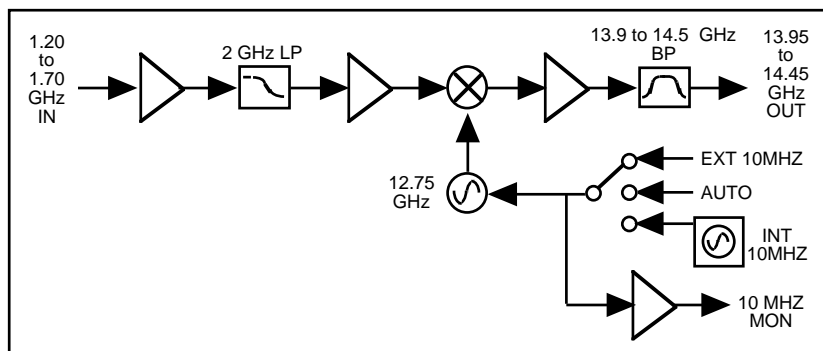 1.20
to
1.70
GHz
IN
2 GHz LP
13.9 to 14.5 GHz
BP
13.95
to
14.45
GHz
OUT
12.75
GHz
EXT 10MHZ
AUTO
INT
10MHZ
10 MHZ
MON